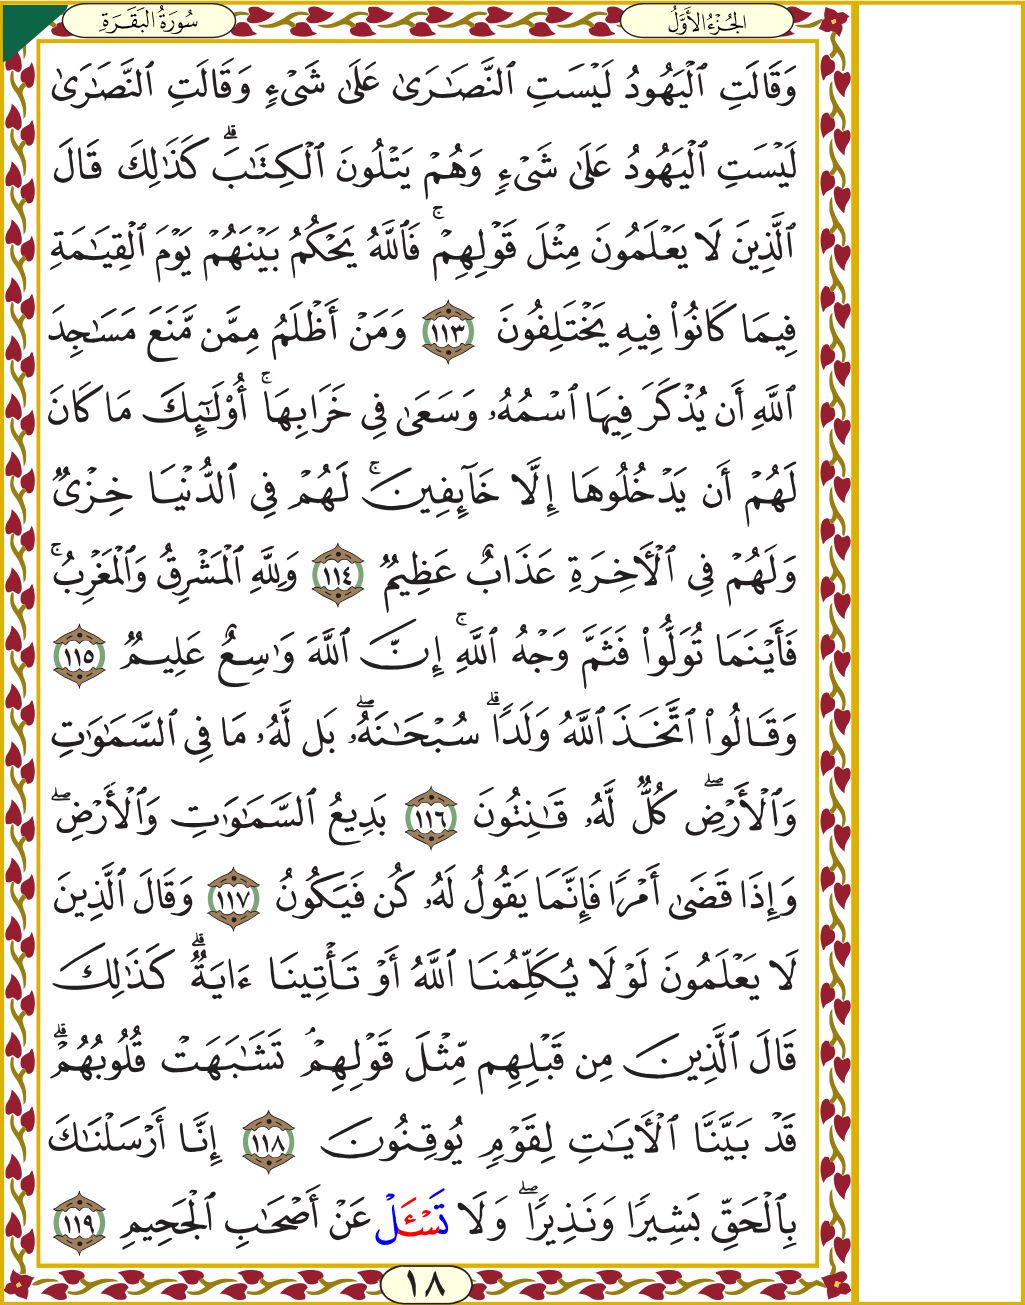 الجُزْءُ الأَوَّلُ
سُورَةُ البَقَرَةِ
وَقَالَتِ ٱلْيَهُودُ لَيْسَتِ ٱلنَّصَٰرَىٰ عَلَىٰ شَىْءٍ وَقَالَتِ ٱلنَّصَٰرَىٰ
لَيْسَتِ ٱلْيَهُودُ عَلَىٰ شَىْءٍ وَهُمْ يَتْلُونَ ٱلْكِتَٰبَۗ كَذَٰلِكَ قَالَ
ٱلَّذِينَ لَا يَعْلَمُونَ مِثْلَ قَوْلِهِمْۚ فَٱللَّهُ يَحْكُمُ بَيْنَهُمْ يَوْمَ ٱلْقِيَٰمَةِ
فِيمَا كَانُوا۟ فِيهِ يَخْتَلِفُونَ ١١٣ وَمَنْ أَظْلَمُ مِمَّن مَّنَعَ مَسَٰجِدَ
ٱللَّهِ أَن يُذْكَرَ فِيهَا ٱسْمُهُۥ وَسَعَىٰ فِى خَرَابِهَآۚ أُو۟لَٰٓئِكَ مَا كَانَ
لَهُمْ أَن يَدْخُلُوهَآ إِلَّا خَآئِفِينَۚ لَهُمْ فِى ٱلدُّنْيَا خِزْىٌ
وَلَهُمْ فِى ٱلْأَخِرَةِ عَذَابٌ عَظِيمٌ ١١٤ وَلِلَّهِ ٱلْمَشْرِقُ وَٱلْمَغْرِبُۚ
فَأَيْنَمَا تُوَلُّوا۟ فَثَمَّ وَجْهُ ٱللَّهِۚ إِنَّ ٱللَّهَ وَٰسِعٌ عَلِيمٌ ١١٥
وَقَالُوا۟ ٱتَّخَذَ ٱللَّهُ وَلَدًاۗ سُبْحَٰنَهُۥۖ بَل لَّهُۥ مَا فِى ٱلسَّمَٰوَٰتِ
وَٱلْأَرْضِۖ كُلٌّ لَّهُۥ قَٰنِتُونَ ١١٦ بَدِيعُ ٱلسَّمَٰوَٰتِ وَٱلْأَرْضِۖ
وَإِذَا قَضَىٰٓ أَمْرًا فَإِنَّمَا يَقُولُ لَهُۥ كُن فَيَكُونُ ١١٧ وَقَالَ ٱلَّذِينَ
لَا يَعْلَمُونَ لَوْلَا يُكَلِّمُنَا ٱللَّهُ أَوْ تَأْتِينَآ ءَايَةٌۗ كَذَٰلِكَ
قَالَ ٱلَّذِينَ مِن قَبْلِهِم مِّثْلَ قَوْلِهِمْۘ تَشَٰبَهَتْ قُلُوبُهُمْۗ
قَدْ بَيَّنَّا ٱلْأَيَٰتِ لِقَوْمٍ يُوقِنُونَ ١١٨ إِنَّآ أَرْسَلْنَٰكَ
بِٱلْحَقِّ بَشِيرًا وَنَذِيرًاۖ وَلَا تَسْـَٔلْ عَنْ أَصْحَٰبِ ٱلْجَحِيمِ ١١٩
١٨